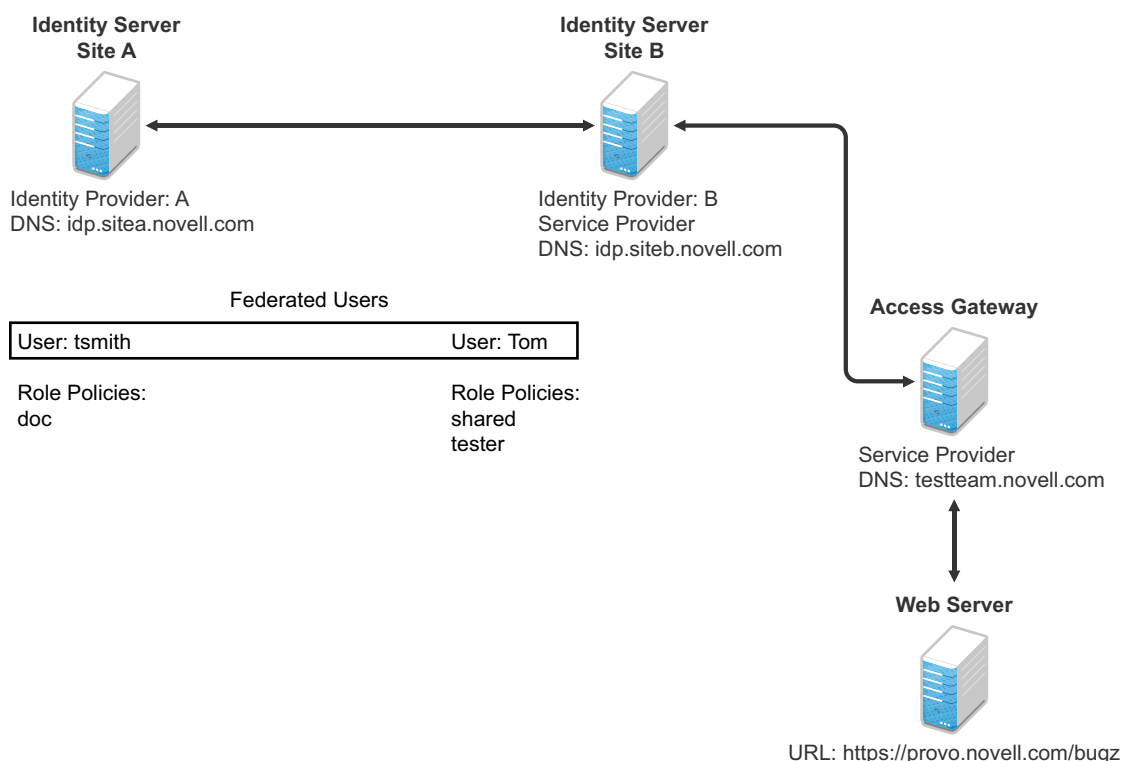 Identity Server
Site A
Identity Server
Site B
Identity Provider: A
DNS: idp.sitea.novell.com
Identity Provider: B
Service Provider
DNS: idp.siteb.novell.com
Federated Users
User: tsmith
User: Tom
Role Policies:
doc
Role Policies:
shared
tester
Access Gateway
Service Provider
DNS: testteam.novell.com
Web Server
URL: https://provo.novell.com/bugz